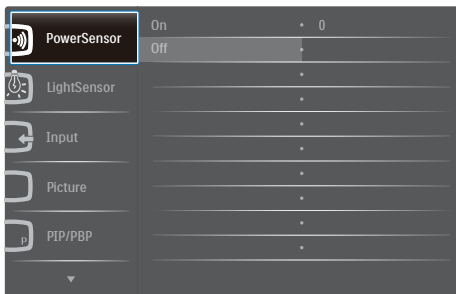 PowerSensor
On 0
Off
LightSensor
Input
Picture
P
PIP/PBP